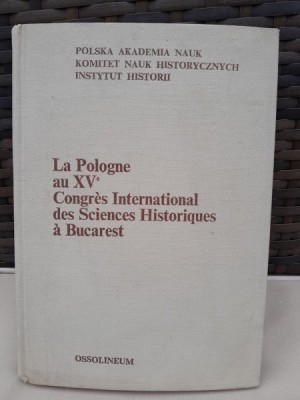 POLSKA AKADEMIA NAUK
KOMITET NAUK HISTORYCZNYCH
INSTYTUT HISTORII
La Pologne
au XVe
Congrès International
des Sciences Historiques
à Bucarest
OSSOLINEUM